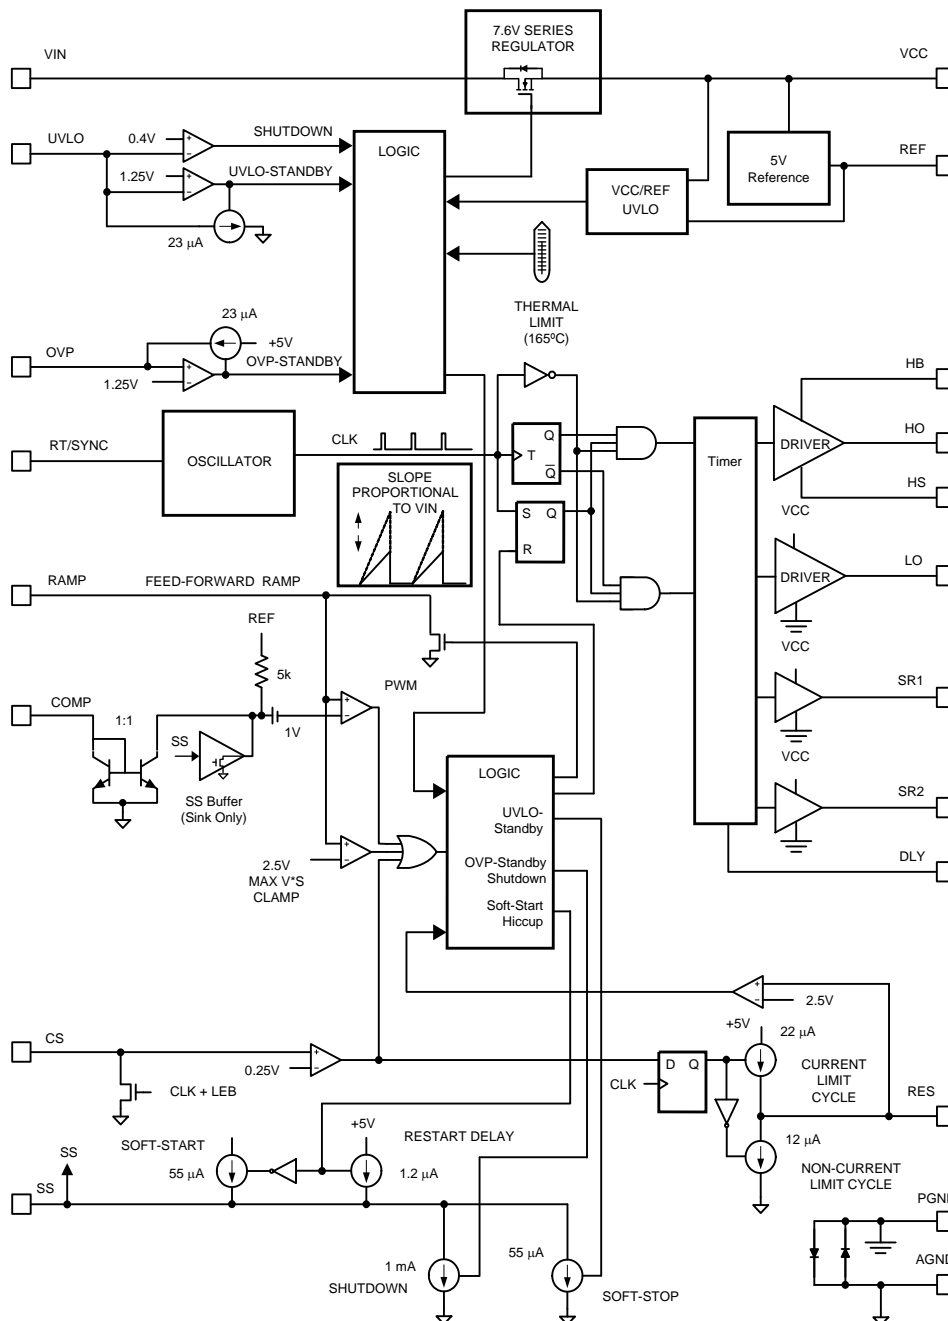 7.6V SERIES
REGULATOR
VIN
VCC
UVLO
0.4V
+
−
SHUTDOWN
LOGIC
1.25V
+
−
UVLO-STANDBY
23 µA
VCC/REF
UVLO
5V
Reference
REF
THERMAL
LIMIT
(165ºC)
23 µA
+5V
OVP
+
−
1.25V
OVP-STANDBY
HB
RT/SYNC
OSCILLATOR
CLK
T
Q
Q
Timer
DRIVER
HO
HS
SLOPE
PROPORTIONAL
TO VIN
S
Q
R
VCC
DRIVER
LO
RAMP
FEED-FORWARD RAMP
REF
5k
PWM
+
−
1V
COMP
1:1
SS
SS Buffer
(Sink Only)
VCC
SR1
VCC
SR2
LOGIC
UVLO-
Standby
OVP-Standby
Shutdown
Soft-Start
Hiccup
+
−
2.5V
MAX V*S
CLAMP
DLY
+
−
2.5V
CS
+
−
0.25V
CLK + LEB
D
Q
CLK
+5V
22 µA
CURRENT
LIMIT
CYCLE
RES
12 µA
NON-CURRENT
LIMIT CYCLE
SOFT-START
+5V
RESTART DELAY
SS
55 µA
1.2 µA
SS
1 mA
SHUTDOWN
55 µA
SOFT-STOP
PGND
AGND